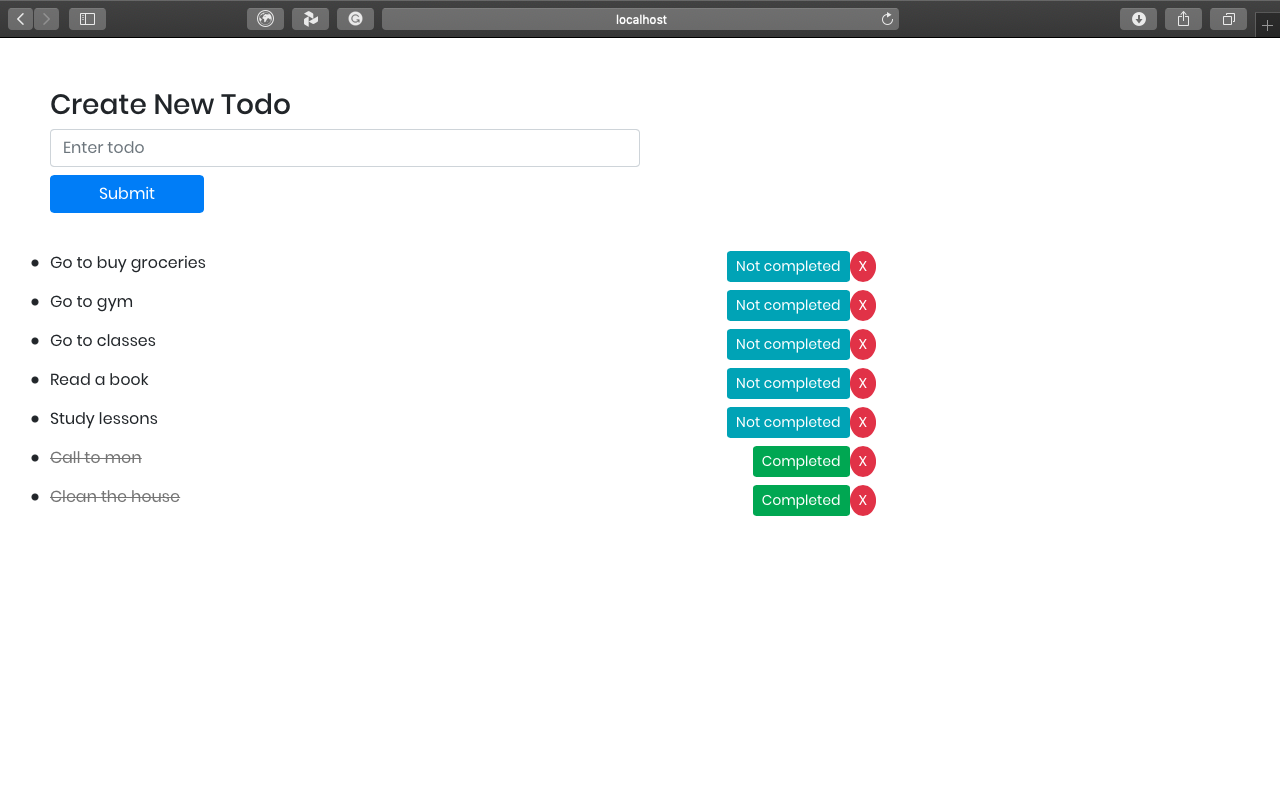 localhost
Create New Todo
Enter todo
Submit
Go to buy groceries Not completed X
Go to gym Not completed X
Go to classes Not completed X
Read a book Not completed X
Study lessons Not completed X
Call to mon Completed X
Clean the house Completed X